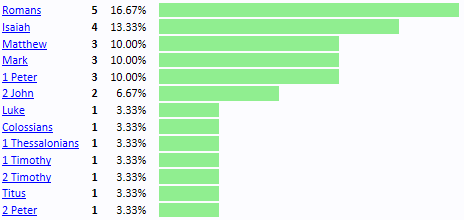 Romans 5 16.67%
Isaiah 4 13.33%
Matthew 3 10.00%
Mark 3 10.00%
1 Peter 3 10.00%
2 John 2 6.67%
Luke 1 3.33%
Colossians 1 3.33%
1 Thessalonians 1 3.33%
1 Timothy 1 3.33%
2 Timothy 1 3.33%
Titus 1 3.33%
2 Peter 1 3.33%